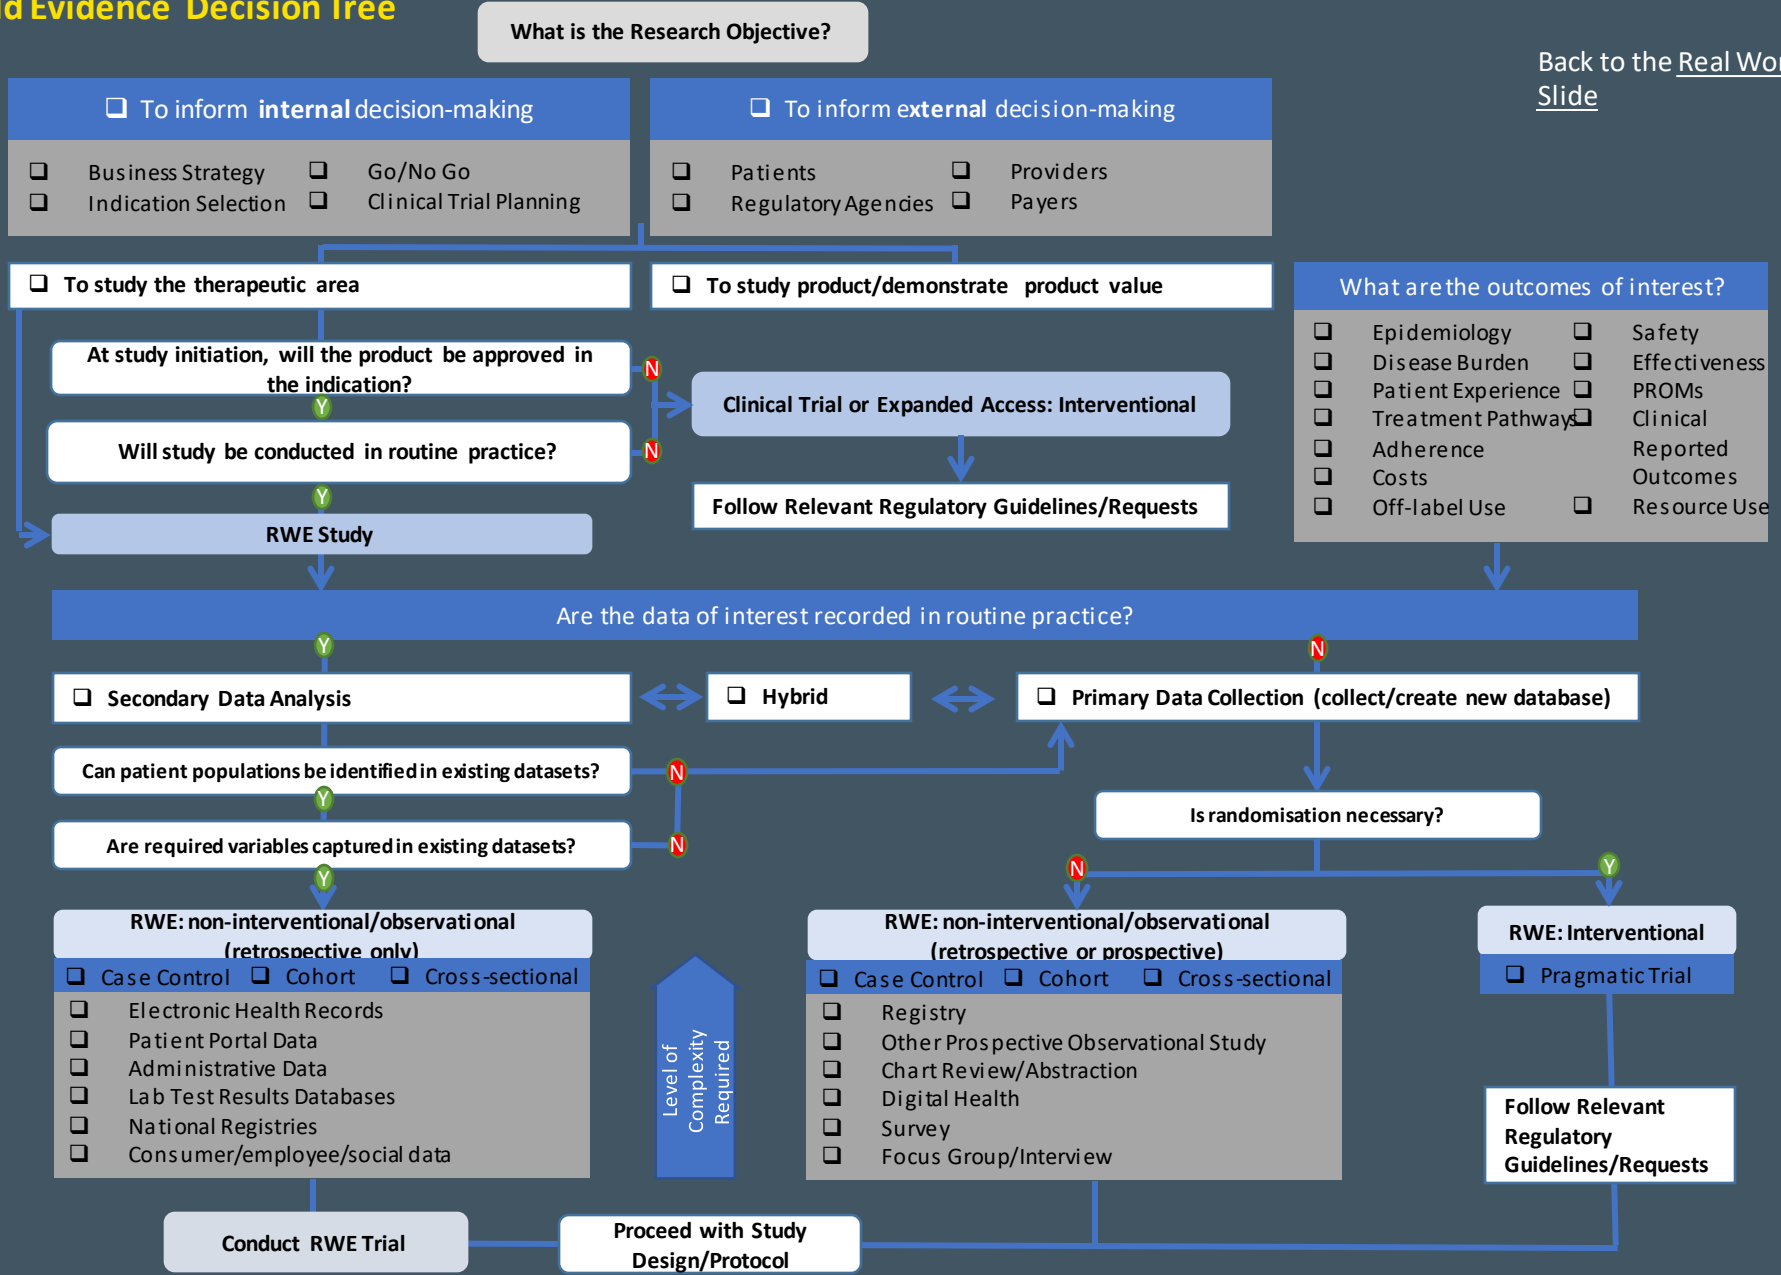 ld Evidence Decision Tree
What is the Research Objective?
Back to the Real Wor
Slide
❑ To inform internal decision-making
❑ Business Strategy ❑ Go/No Go
❑ Indication Selection ❑ Clinical Trial Planning
❑ To inform external decision-making
❑ Patients ❑ Providers
❑ Regulatory Agencies ❑ Payers
❑ To study the therapeutic area
❑ To study product/demonstrate product value
What are the outcomes of interest?
❑ Epidemiology ❑ Safety
❑ Disease Burden ❑ Effectiveness
❑ Patient Experience ❑ PROMs
❑ Treatment Pathways ❑ Clinical
❑ Adherence Reported
❑ Costs Outcomes
❑ Off-label Use ❑ Resource Use
At study initiation, will the product be approved in
the indication?
N
Y
Clinical Trial or Expanded Access: Interventional
Will study be conducted in routine practice?
N
Y
Follow Relevant Regulatory Guidelines/Requests
RWE Study
Are the data of interest recorded in routine practice?
Y
N
❑ Secondary Data Analysis
❑ Hybrid
❑ Primary Data Collection (collect/create new database)
Can patient populations be identified in existing datasets?
N
Y
Are required variables captured in existing datasets?
N
Y
Is randomisation necessary?
N
Y
RWE: non-interventional/observational
(retrospective only)
❑ Case Control ❑ Cohort ❑ Cross-sectional
❑ Electronic Health Records
❑ Patient Portal Data
❑ Administrative Data
❑ Lab Test Results Databases
❑ National Registries
❑ Consumer/employee/social data
Level of
Complexity
Required
RWE: non-interventional/observational
(retrospective or prospective)
❑ Case Control ❑ Cohort ❑ Cross-sectional
❑ Registry
❑ Other Prospective Observational Study
❑ Chart Review/Abstraction
❑ Digital Health
❑ Survey
❑ Focus Group/Interview
RWE: Interventional
❑ Pragmatic Trial
Follow Relevant
Regulatory
Guidelines/Requests
Conduct RWE Trial
Proceed with Study
Design/Protocol